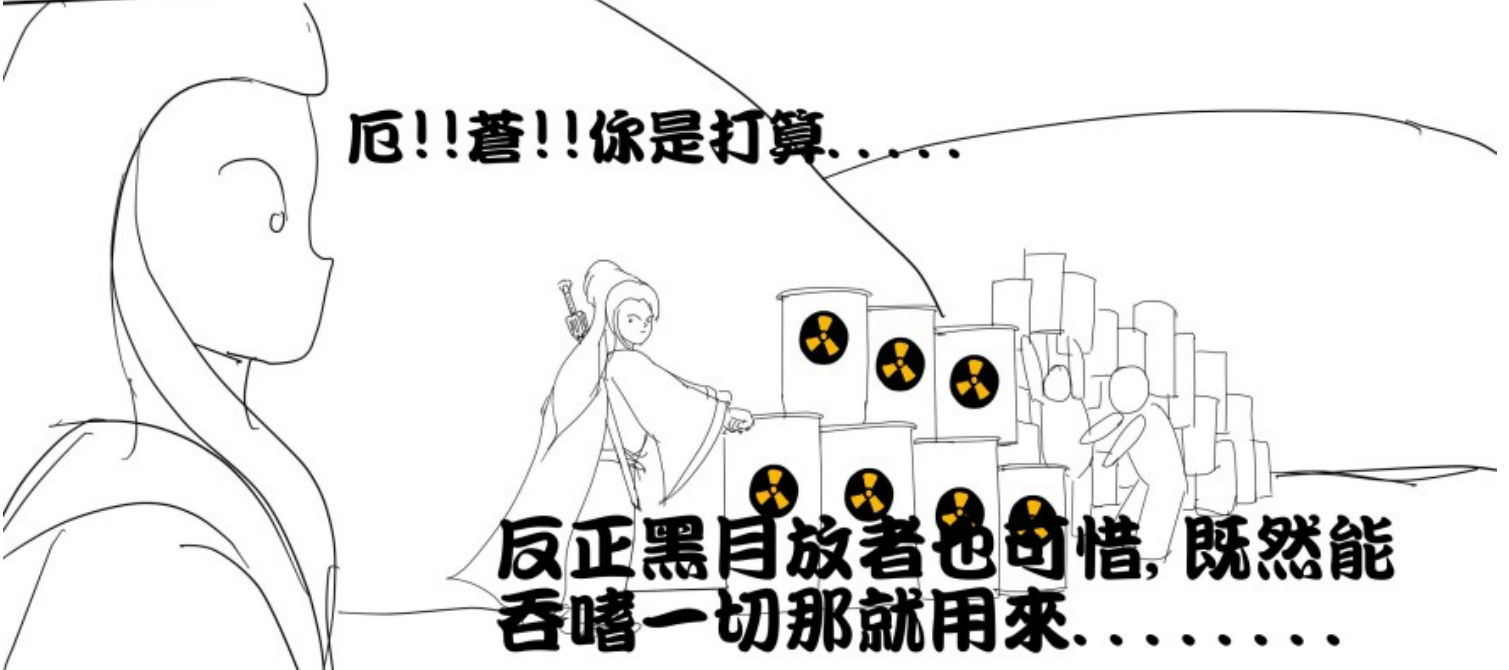 厄!!蒼!!你是打算.....
反正黑月放者也可惜,既然能
吞嗜一切那就用來........